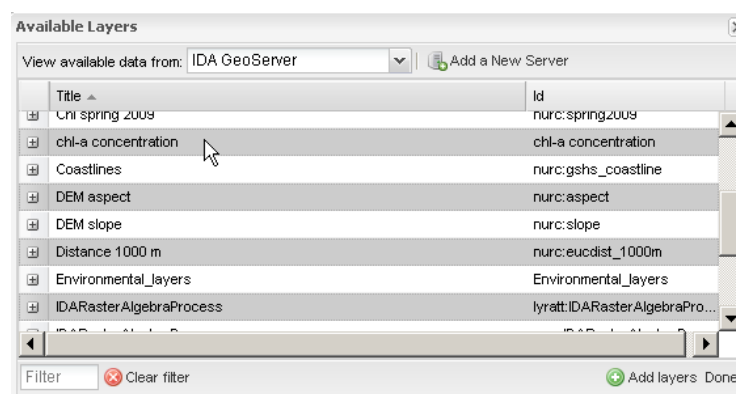 Available Layers
View available data from: IDA GeoServer Add a New Server
Title Id
Chl spring 2009 nurc:spring2009
chl-a concentration chl-a concentration
Coastlines nurc:gshs_coastline
DEM aspect nurc:aspect
DEM slope nurc:slope
Distance 1000 m nurc:eucdist_1000m
Environmental_layers Environmental_layers
IDARasterAlgebraProcess lyratt:IDARasterAlgebraPro...
Filter Clear filter Add layers Done